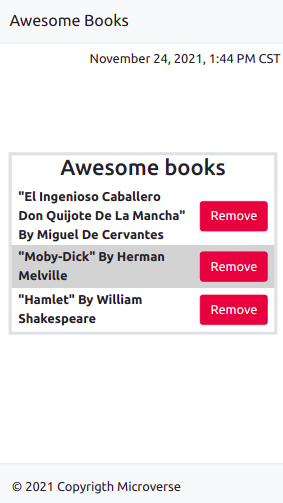 Awesome Books
November 24, 2021, 1:44 PM CST
Awesome books
"El Ingenioso Caballero
Don Quijote De La Mancha"
By Miguel De Cervantes
Remove
"Moby-Dick" By Herman
Melville
Remove
"Hamlet" By William
Shakespeare
Remove
© 2021 Copyrigth Microverse